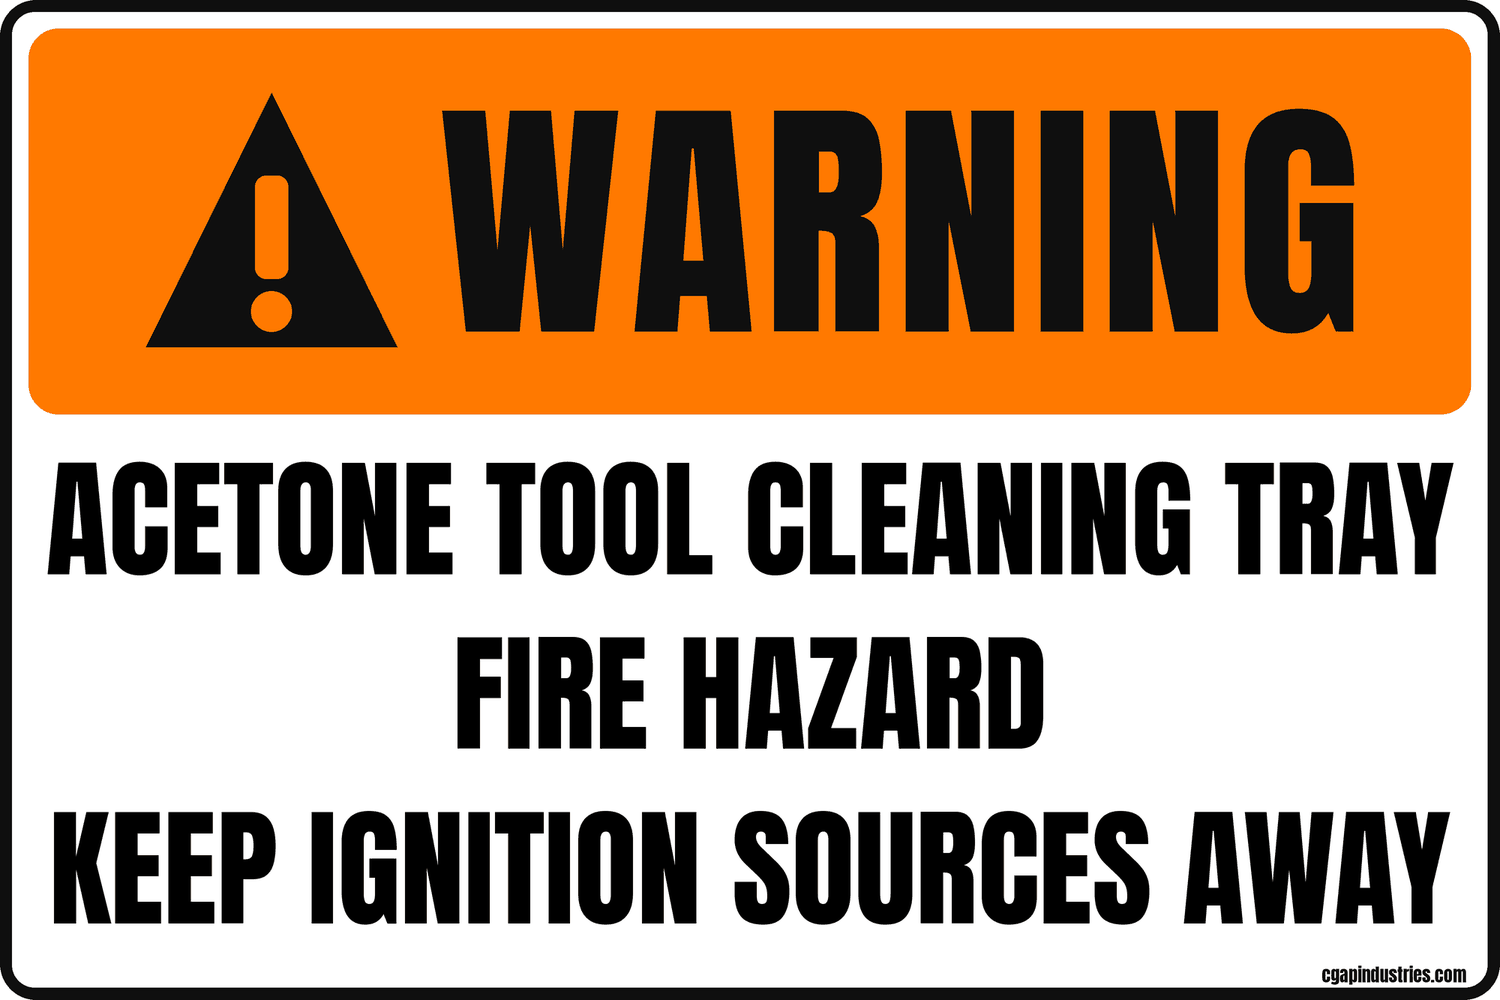 WARNING
ACETONE TOOL CLEANING TRAY
FIRE HAZARD
KEEP IGNITION SOURCES AWAY
cgapindustries.com